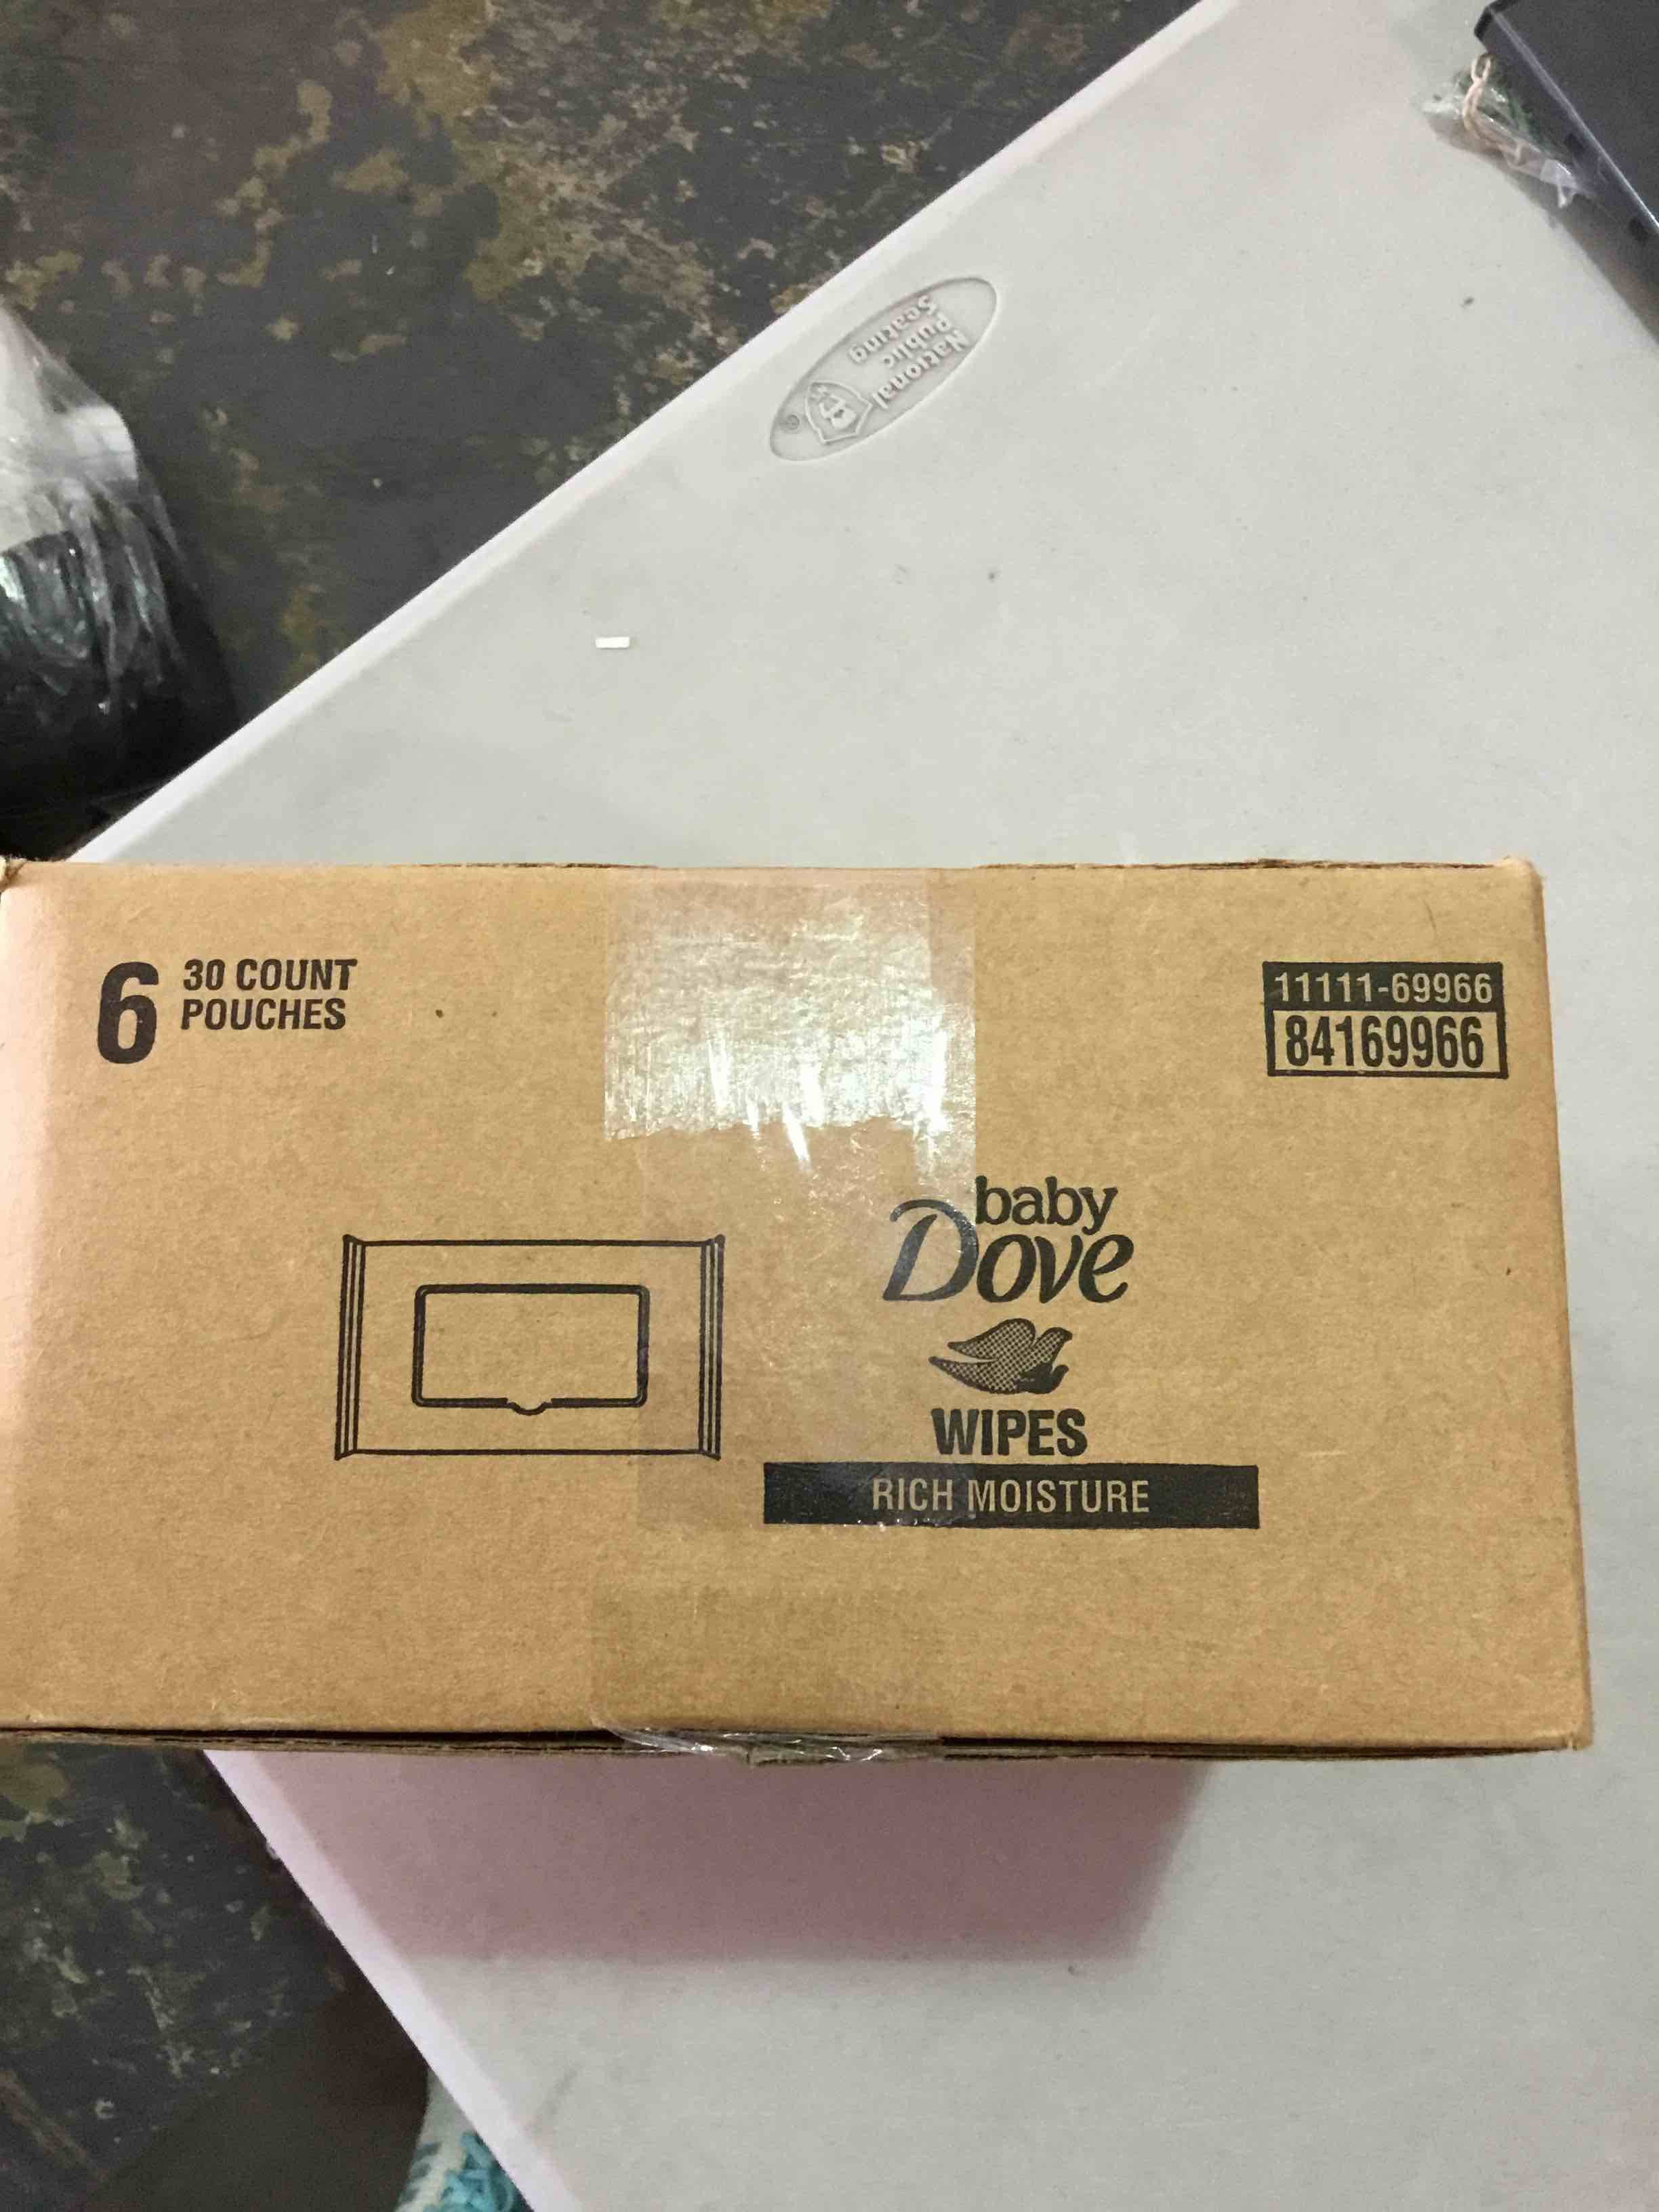 National
Public
Seating
®
6 30 COUNT
POUCHES
11111-69966
84169966
baby
Dove
WIPES
RICH MOISTURE